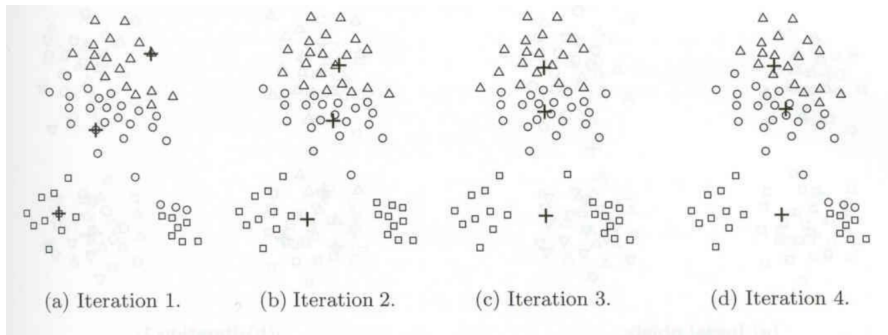 (a) Iteration 1.
(b) Iteration 2.
(c) Iteration 3.
(d) Iteration 4.